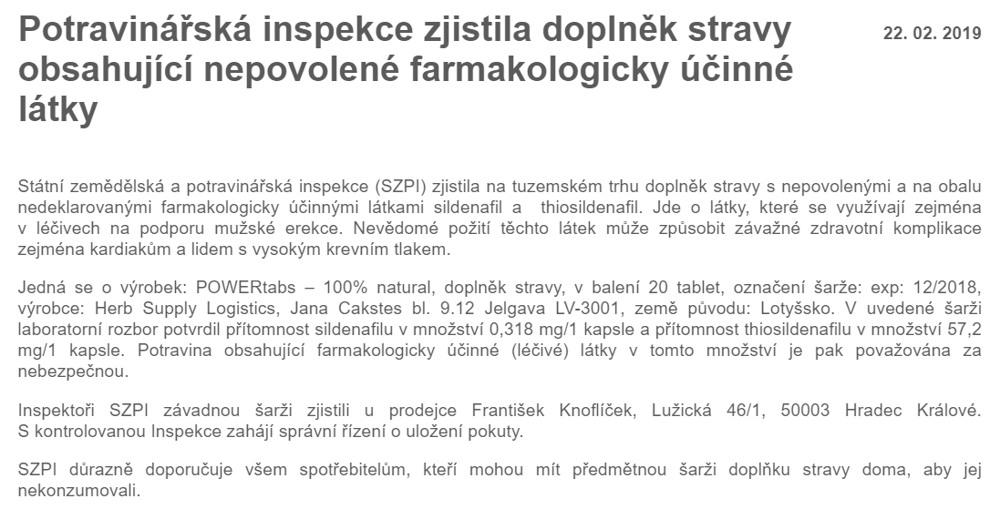 Potravinářská inspekce zjistila doplněk stravy
22. 02. 2019
obsahující nepovolené farmakologicky účinné
látky
Státní zemědělská a potravinářská inspekce (SZPI) zjistila na tuzemském trhu doplněk stravy s nepovolenými a na obalu
nedeklarovanými farmakologicky účinnými látkami sildenafil a  thiosildenafil. Jde o látky, které se využívají zejména
v léčivech na podporu mužské erekce. Nevědomé požití těchto látek může způsobit závažné zdravotní komplikace
zejména kardiakům a lidem s vysokým krevním tlakem.
Jedná se o výrobek: POWERtabs – 100% natural, doplněk stravy, v balení 20 tablet, označení šarže: exp: 12/2018,
výrobce: Herb Supply Logistics, Jana Cakstes bl. 9.12 Jelgava LV-3001, země původu: Lotyšsko. V uvedené šarži
laboratorní rozbor potvrdil přítomnost sildenafilu v množství 0,318 mg/1 kapsle a přítomnost thiosildenafilu v množství 57,2
mg/1 kapsle. Potravina obsahující farmakologicky účinné (léčivé) látky v tomto množství je pak považována za
nebezpečnou.
Inspektoři SZPI závadnou šarži zjistili u prodejce František Knoflíček, Lužická 46/1, 50003 Hradec Králové.
S kontrolovanou Inspekce zahájí správní řízení o uložení pokuty.
SZPI důrazně doporučuje všem spotřebitelům, kteří mohou mít předmětnou šarži doplňku stravy doma, aby jej
nekonzumovali.